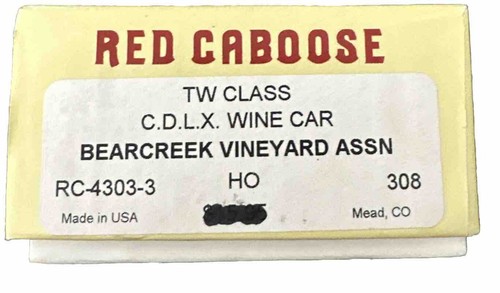 RED CABOOSE
TW CLASS
C.D.L.X. WINE CAR
BEARCREEK VINEYARD ASSN
RC-4303-3 HO 308
Made in USA Mead, CO